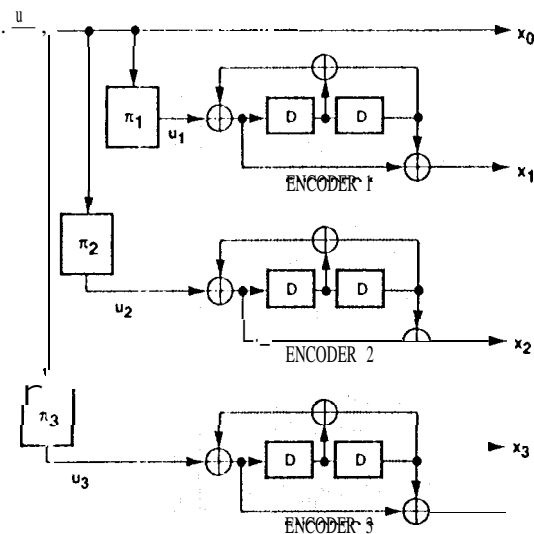 u
x0
π1
u1
D D
x1
ENCODER 1
π2
u2
D D
x2
ENCODER 2
π3
u3
D D
x3
ENCODER 3